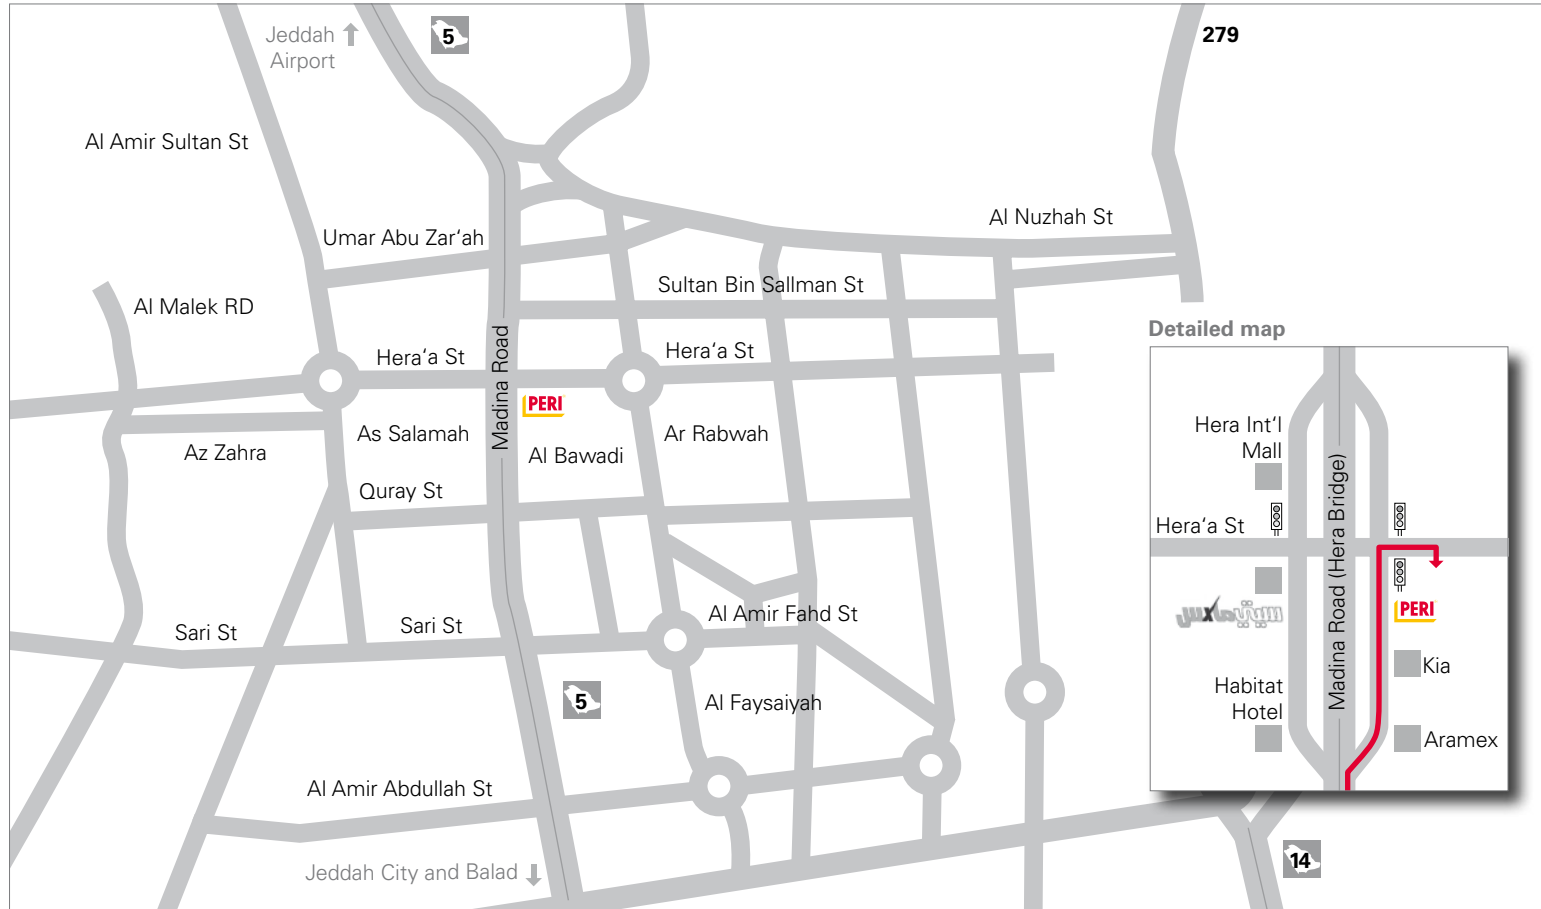 Jeddah
Airport
5
279
Al Amir Sultan St
Al Nuzhah St
Umar Abu Zar‘ah
Sultan Bin Sallman St
Al Malek RD
Detailed map
Hera‘a St
Hera‘a St
Madina Road
PERI
As Salamah
Ar Rabwah
Az Zahra
Al Bawadi
Quray St
Al Amir Fahd St
Sari St
Sari St
5
Al Faysaiyah
Al Amir Abdullah St
Jeddah City and Balad
14
Hera Int‘l
Mall
Hera‘a St
Madina Road (Hera Bridge)
سيتي ماكس
PERI
Kia
Habitat
Hotel
Aramex